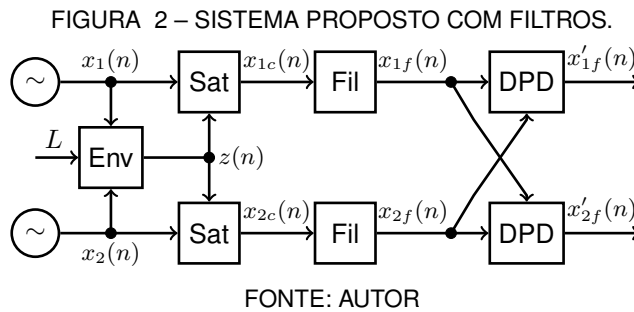 FIGURA 2 – SISTEMA PROPOSTO COM FILTROS.
x₁(n) x₁c(n) x₁f(n) x′₁f(n)
∼ Sat Fil DPD
L Env z(n)
x₂c(n) x₂f(n) x′₂f(n)
∼ Sat Fil DPD
x₂(n)
FONTE: AUTOR